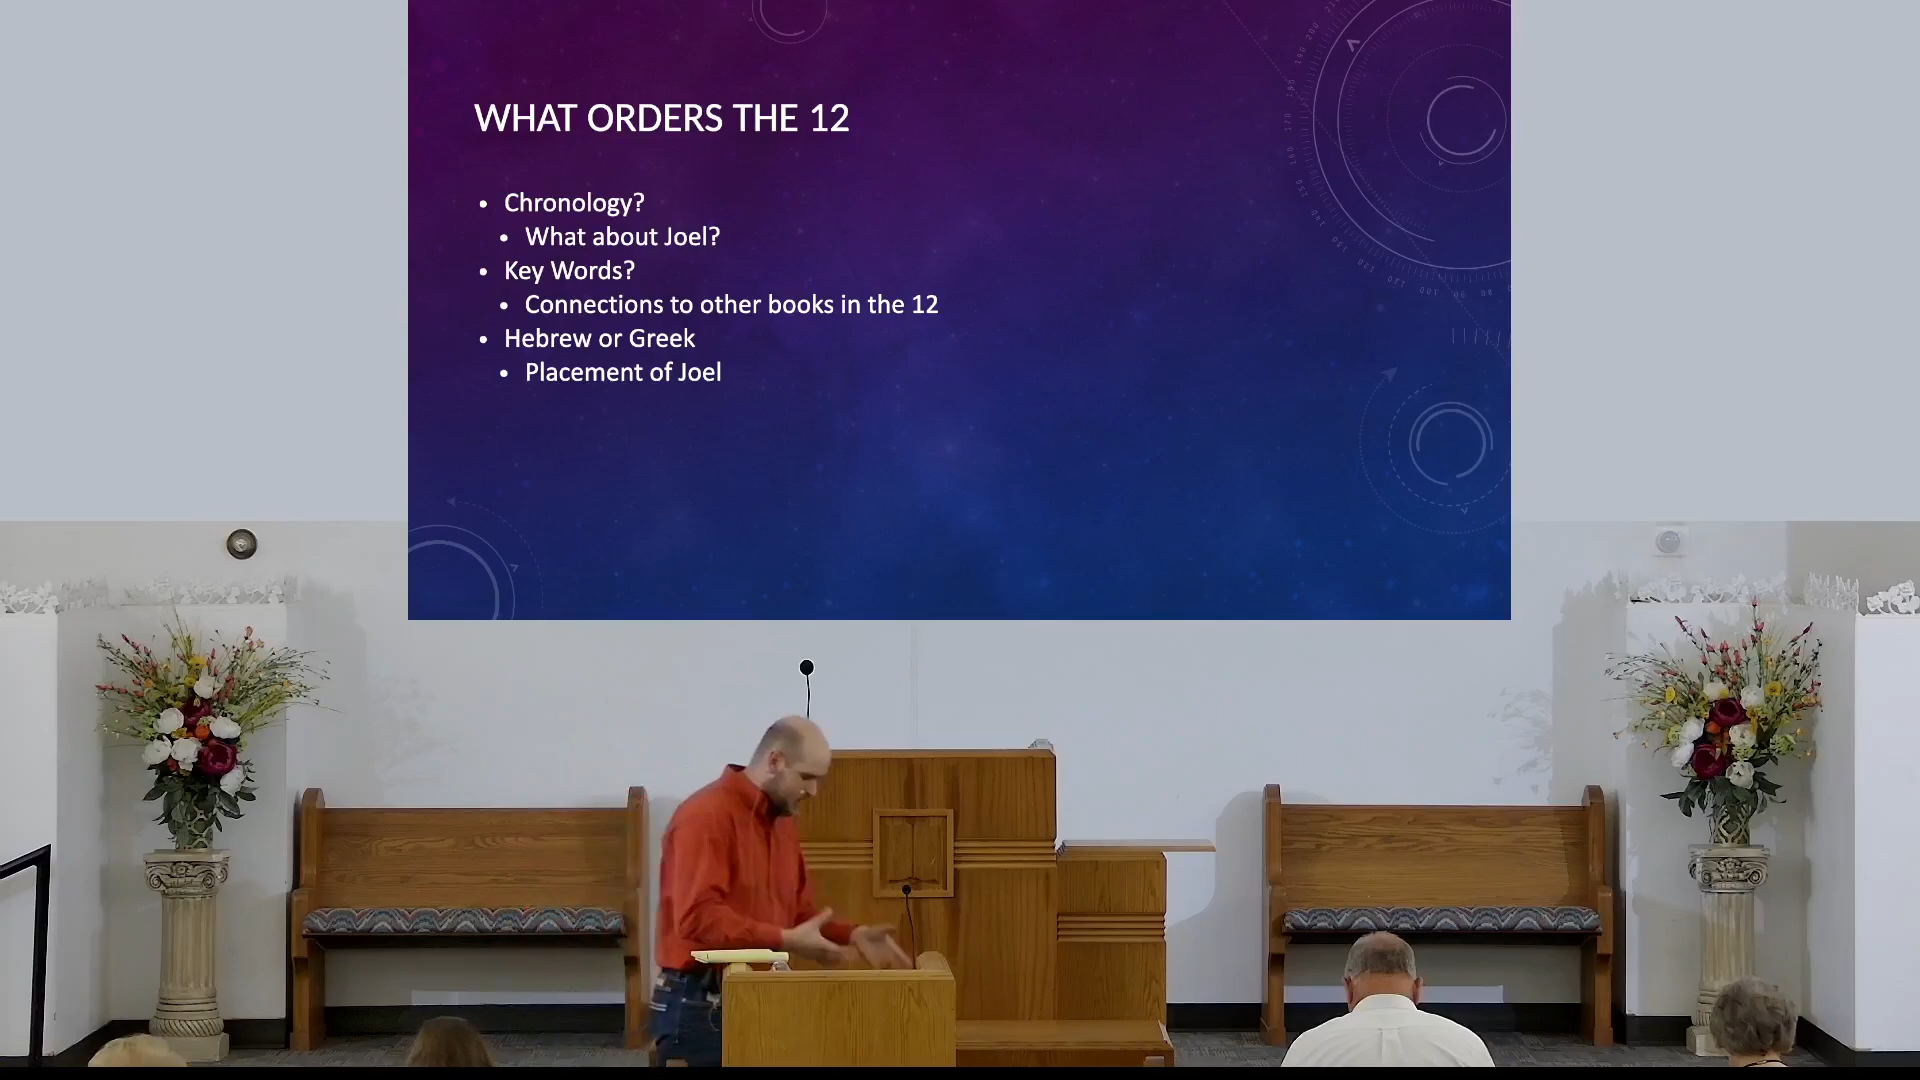 WHAT ORDERS THE 12
• Chronology?
• What about Joel?
• Key Words?
• Connections to other books in the 12
• Hebrew or Greek
• Placement of Joel